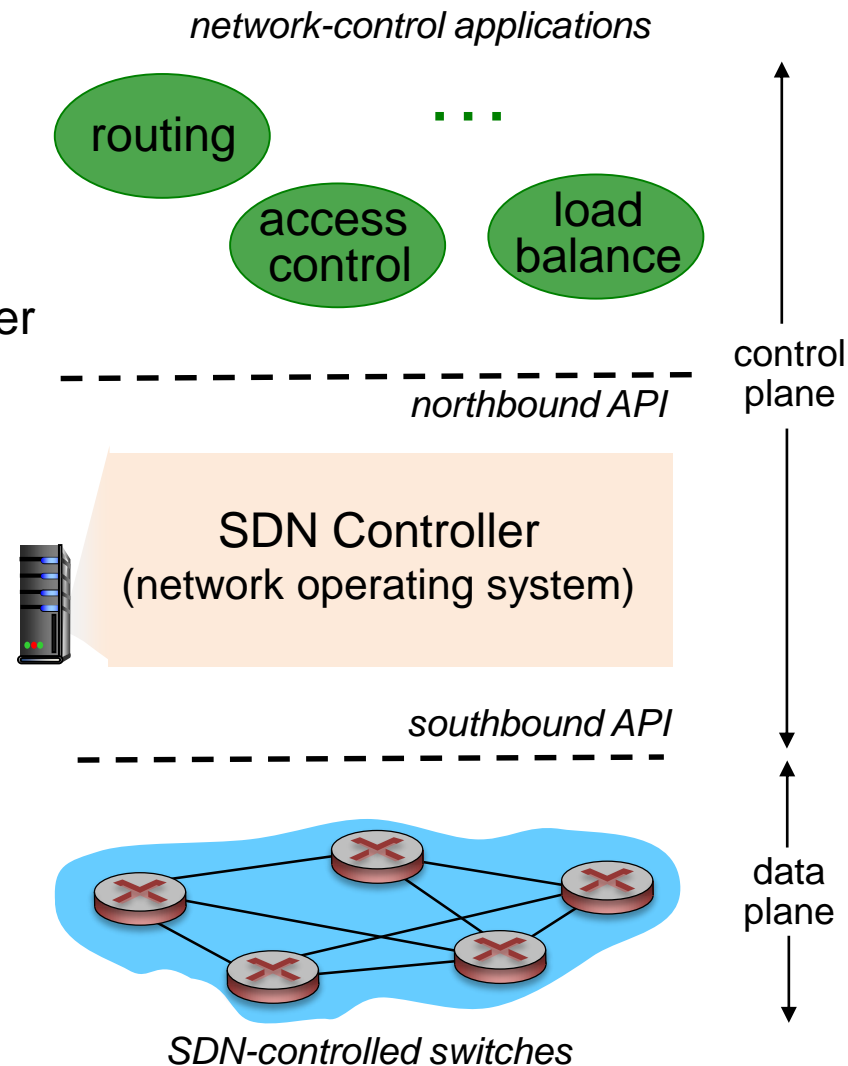 network-control applications
routing
...
access
control
load
balance
er
control
plane
northbound API
SDN Controller
(network operating system)
southbound API
data
plane
SDN-controlled switches